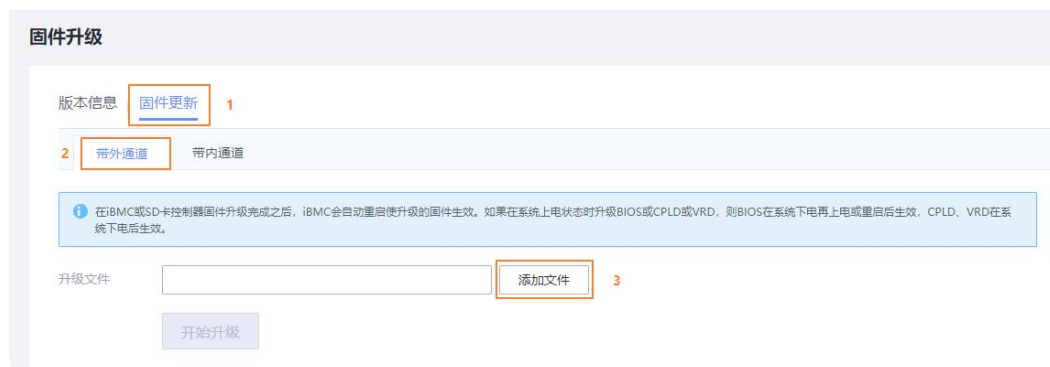 固件升级
版本信息 固件更新 1
2 带外通道 带内通道
在iBMC或SD卡控制器固件升级完成之后，iBMC会自动重启使升级的固件生效。如果在系统上电状态时升级BIOS或CPLD或VRD，则BIOS在系统下电再上电或重启后生效，CPLD、VRD在系
统下电后生效。
升级文件 添加文件 3
开始升级